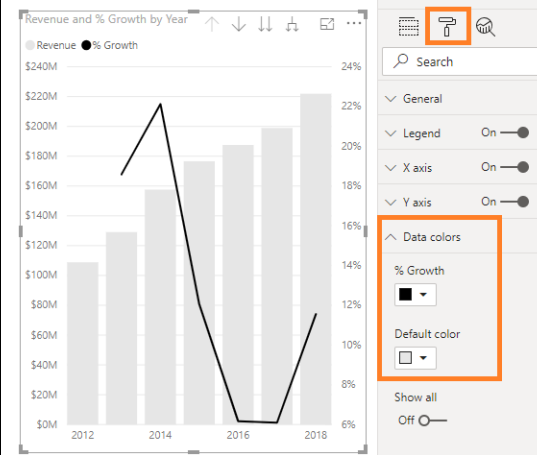 Revenue and % Growth by Year
Revenue % Growth
$240M
$220M
$200M
$180M
$160M
$140M
$120M
$100M
$80M
$60M
$40M
$20M
$0M
24%
22%
20%
18%
16%
14%
12%
10%
8%
6%
2012 2014 2016 2018
Search
General
Legend On
X axis On
Y axis On
Data colors
% Growth
Default color
Show all
Off